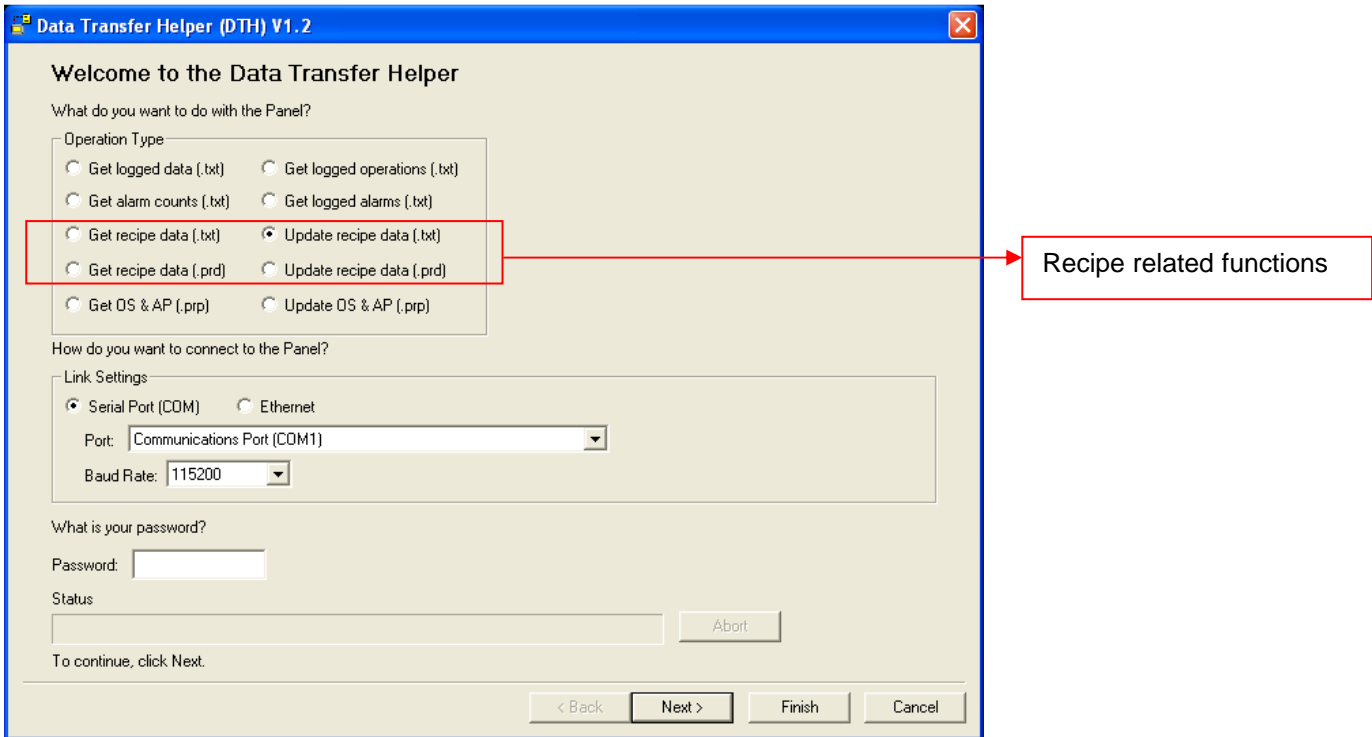 Data Transfer Helper (DTH) V1.2
Welcome to the Data Transfer Helper
What do you want to do with the Panel?
Operation Type
Get logged data (.txt) Get logged operations (.txt)
Get alarm counts (.txt) Get logged alarms (.txt)
Get recipe data (.txt) Update recipe data (.txt)
Get recipe data (.prd) Update recipe data (.prd)
Get OS & AP (.prp) Update OS & AP (.prp)
Recipe related functions
How do you want to connect to the Panel?
Link Settings
Serial Port (COM) Ethernet
Port: Communications Port (COM1)
Baud Rate: 115200
What is your password?
Password:
Status
Abort
To continue, click Next.
< Back Next > Finish Cancel